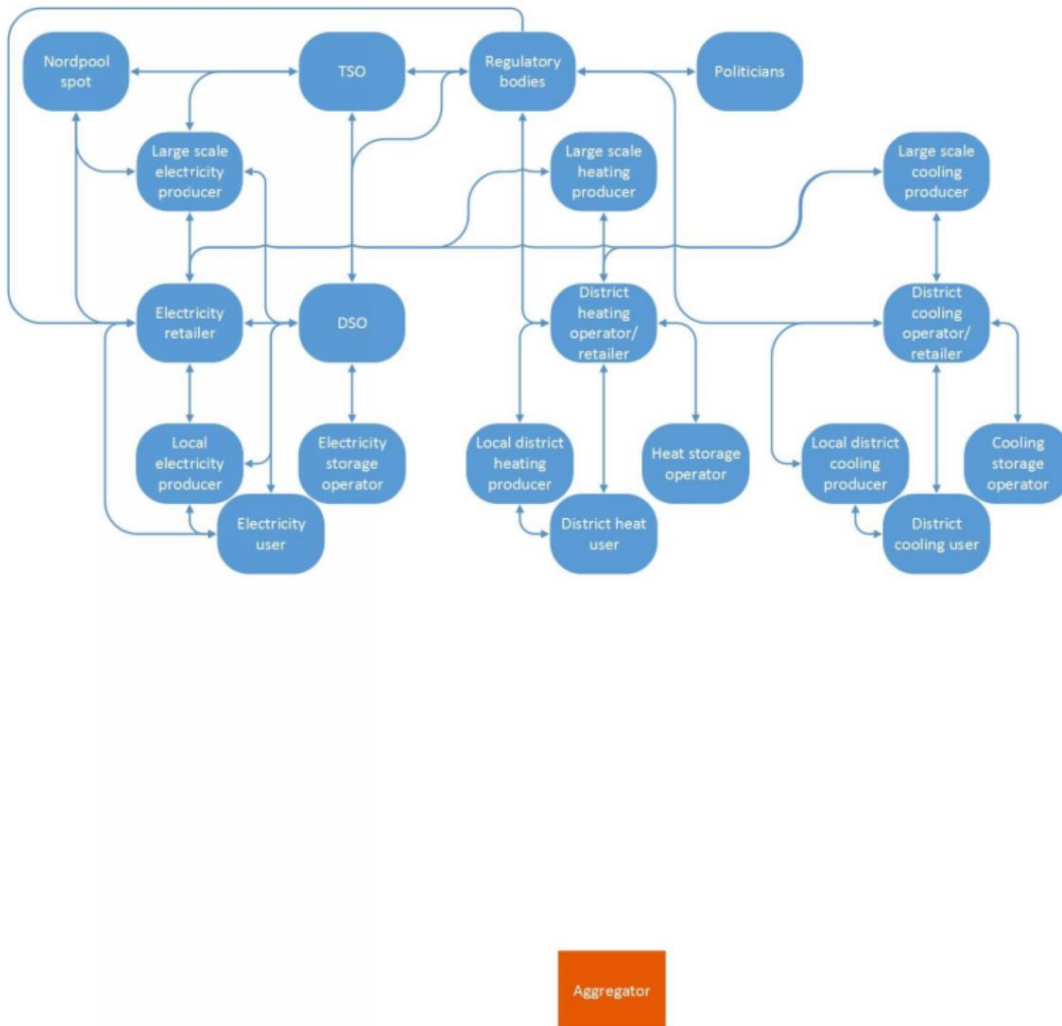 Nordpool
spot
TSO
Regulatory
bodies
Politicians
Large scale
electricity
producer
Large scale
heating
producer
Large scale
cooling
producer
Electricity
retailer
DSO
District
heating
operator/
retailer
District
cooling
operator/
retailer
Local
electricity
producer
Electricity
storage
operator
Local district
heating
producer
Heat storage
operator
Local district
cooling
producer
Cooling
storage
operator
Electricity
user
District heat
user
District
cooling user
Aggregator